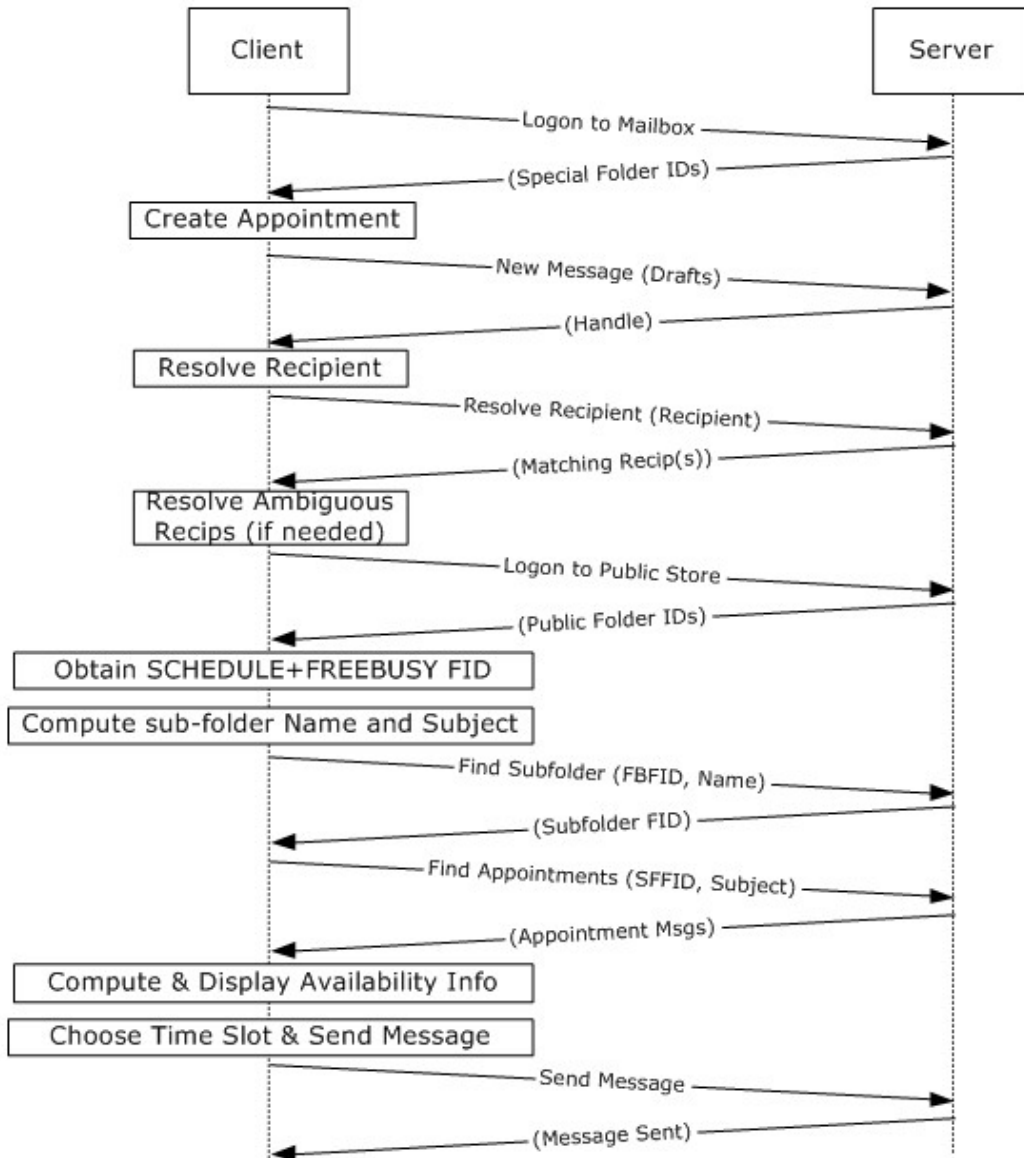 Client
Server
Logon to Mailbox
(Special Folder IDs)
Create Appointment
New Message (Drafts)
(Handle)
Resolve Recipient
Resolve Recipient (Recipient)
(Matching Recip(s))
Resolve Ambiguous
Recips (if needed)
Logon to Public Store
(Public Folder IDs)
Obtain SCHEDULE+FREEBUSY FID
Compute sub-folder Name and Subject
Find Subfolder (FBFID, Name)
(Subfolder FID)
Find Appointments (SFFID, Subject)
(Appointment Msgs)
Compute & Display Availability Info
Choose Time Slot & Send Message
Send Message
(Message Sent)